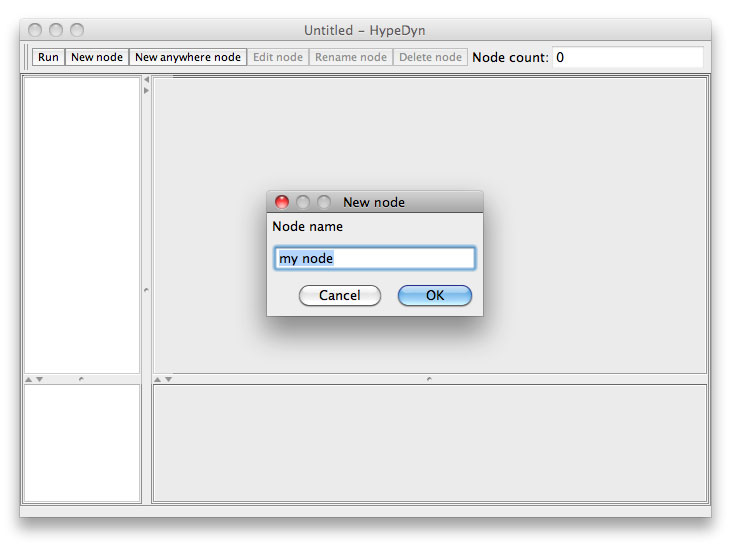 Untitled – HypeDyn
Run New node New anywhere node Edit node Rename node Delete node Node count: 0
New node
Node name
my node
Cancel OK